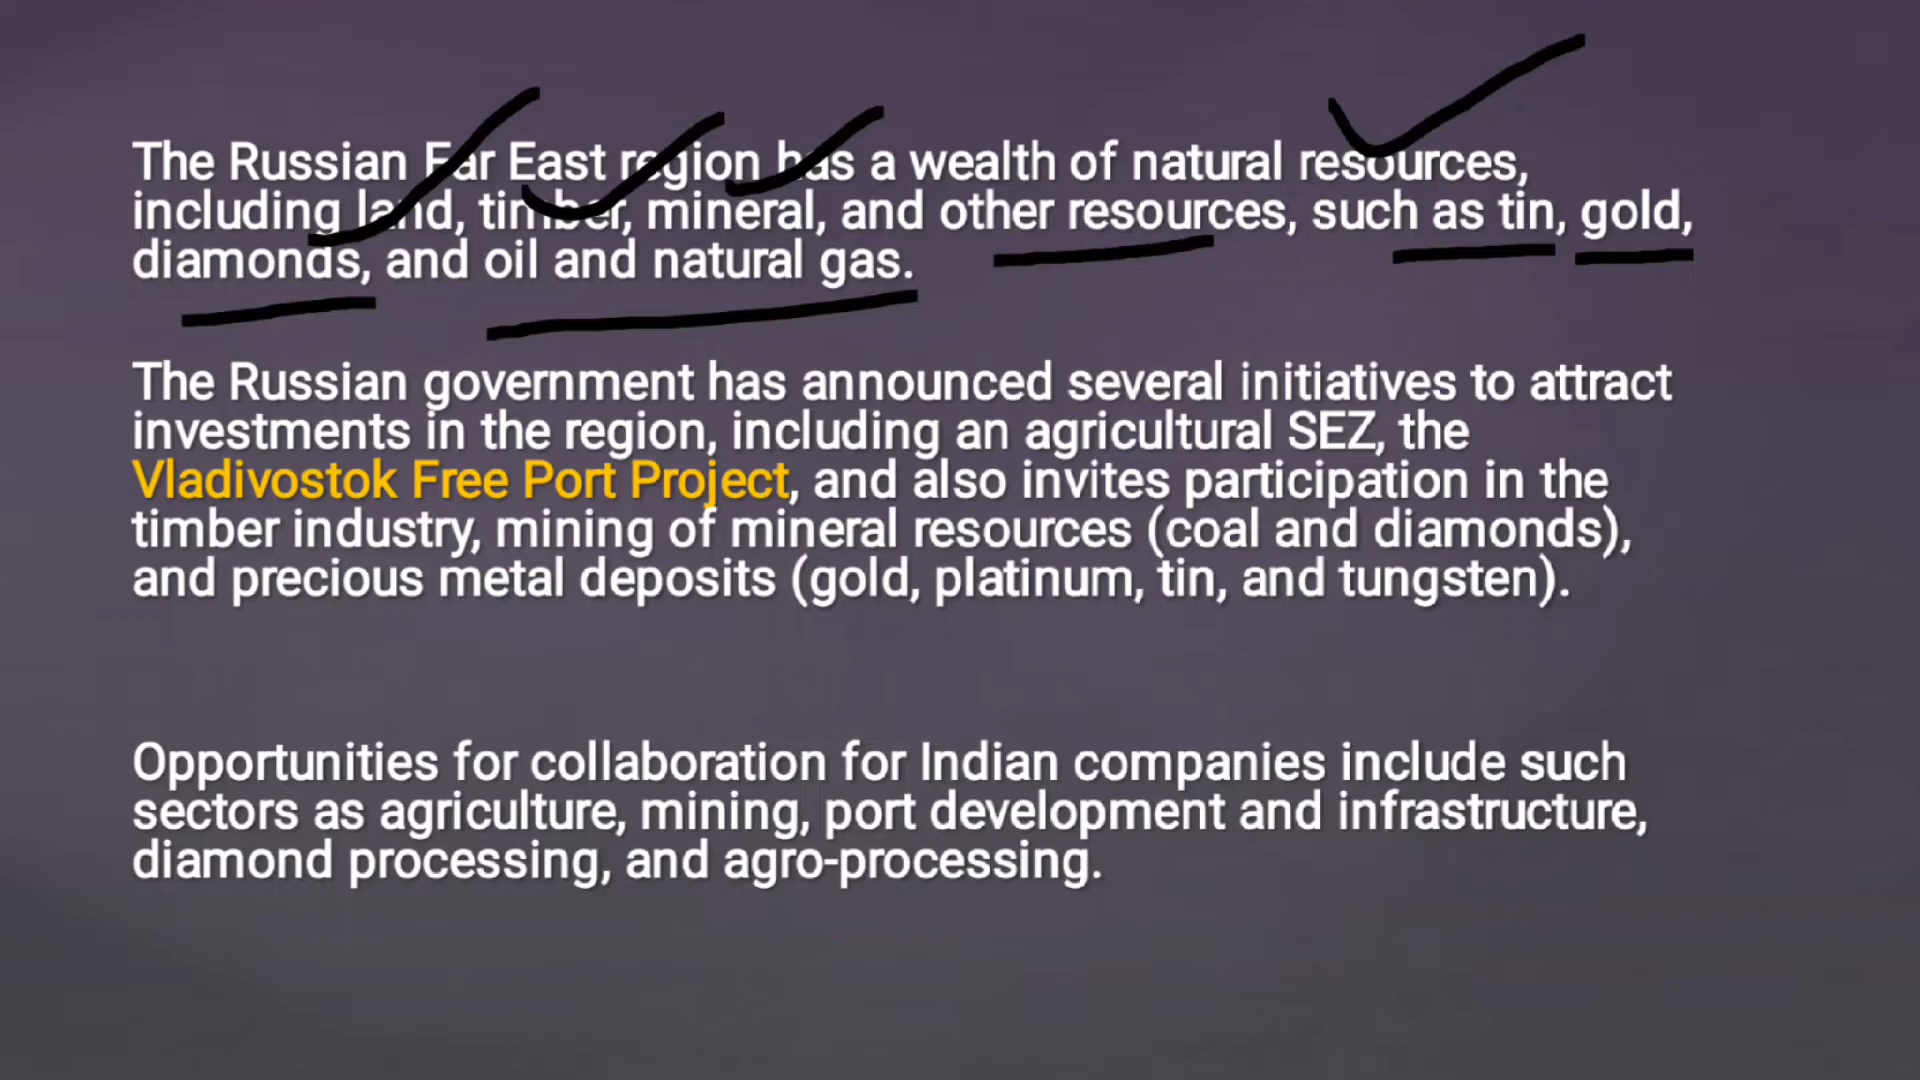 The Russian Far East region has a wealth of natural resources,
including land, timber, mineral, and other resources, such as tin, gold,
diamonds, and oil and natural gas.
The Russian government has announced several initiatives to attract
investments in the region, including an agricultural SEZ, the
Vladivostok Free Port Project, and also invites participation in the
timber industry, mining of mineral resources (coal and diamonds),
and precious metal deposits (gold, platinum, tin, and tungsten).
Opportunities for collaboration for Indian companies include such
sectors as agriculture, mining, port development and infrastructure,
diamond processing, and agro-processing.